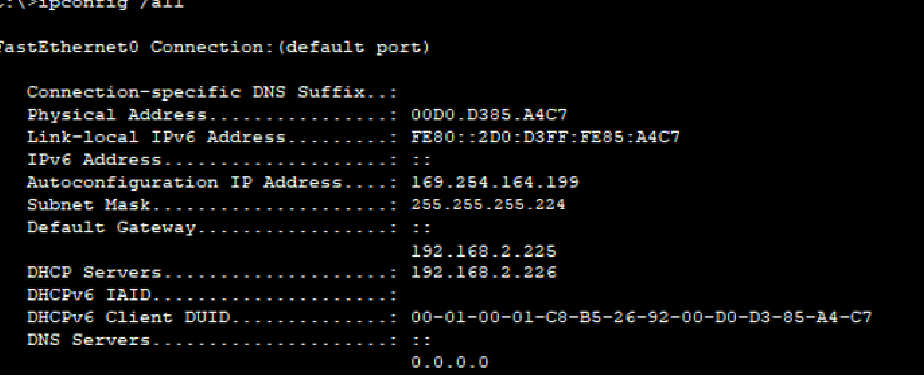 C:\>ipconfig /all
FastEthernet0 Connection:(default port)
Connection-specific DNS Suffix..:
Physical Address................: 00D0.D385.A4C7
Link-local IPv6 Address.........: FE80::2D0:D3FF:FE85:A4C7
IPv6 Address....................: ::
Autoconfiguration IP Address....: 169.254.164.199
Subnet Mask.....................: 255.255.255.224
Default Gateway.................: ::
192.168.2.225
DHCP Servers....................: 192.168.2.226
DHCPv6 IAID.....................:
DHCPv6 Client DUID..............: 00-01-00-01-C8-B5-26-92-00-D0-D3-85-A4-C7
DNS Servers.....................: ::
0.0.0.0